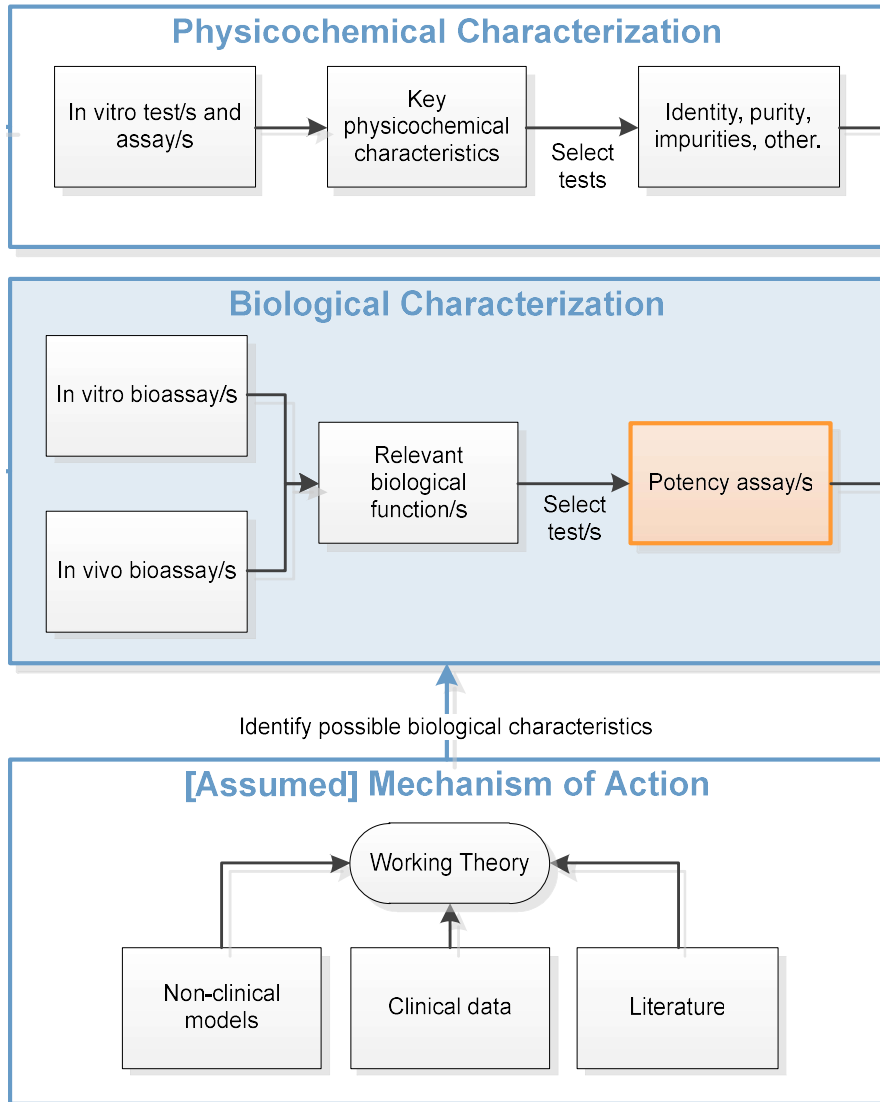 Physicochemical Characterization
In vitro test/s and
assay/s
Key
physicochemical
characteristics
Select
tests
Identity, purity,
impurities, other.
Biological Characterization
In vitro bioassay/s
In vivo bioassay/s
Relevant
biological
function/s
Select
test/s
Potency assay/s
Identify possible biological characteristics
[Assumed] Mechanism of Action
Working Theory
Non-clinical
models
Clinical data
Literature